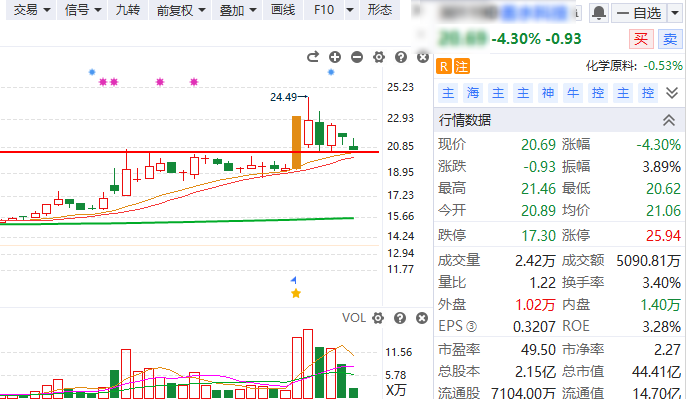 交易 信号 九转 前复权 叠加 画线 F10 形态 一 自选
20.69 -4.30% -0.93 买 卖
R 注 化学原料: -0.53%
24.49
25.23
22.93
20.85
18.95
17.23
15.66
14.24
12.94
11.77
VOL
11.56
5.78
X万
主 海 主 主 神 牛 控 主 控
行情数据
现价 20.69 涨幅 -4.30%
涨跌 -0.93 振幅 3.89%
最高 21.46 最低 20.62
今开 20.89 均价 21.06
跌停 17.30 涨停 25.94
成交量 2.42万 成交额 5090.81万
量比 1.22 换手率 3.40%
外盘 1.02万 内盘 1.40万
EPS③ 0.3207 ROE 3.28%
市盈率 49.50 市净率 2.27
总股本 2.15亿 总市值 44.41亿
流通股 7104.00万 流通值 14.70亿